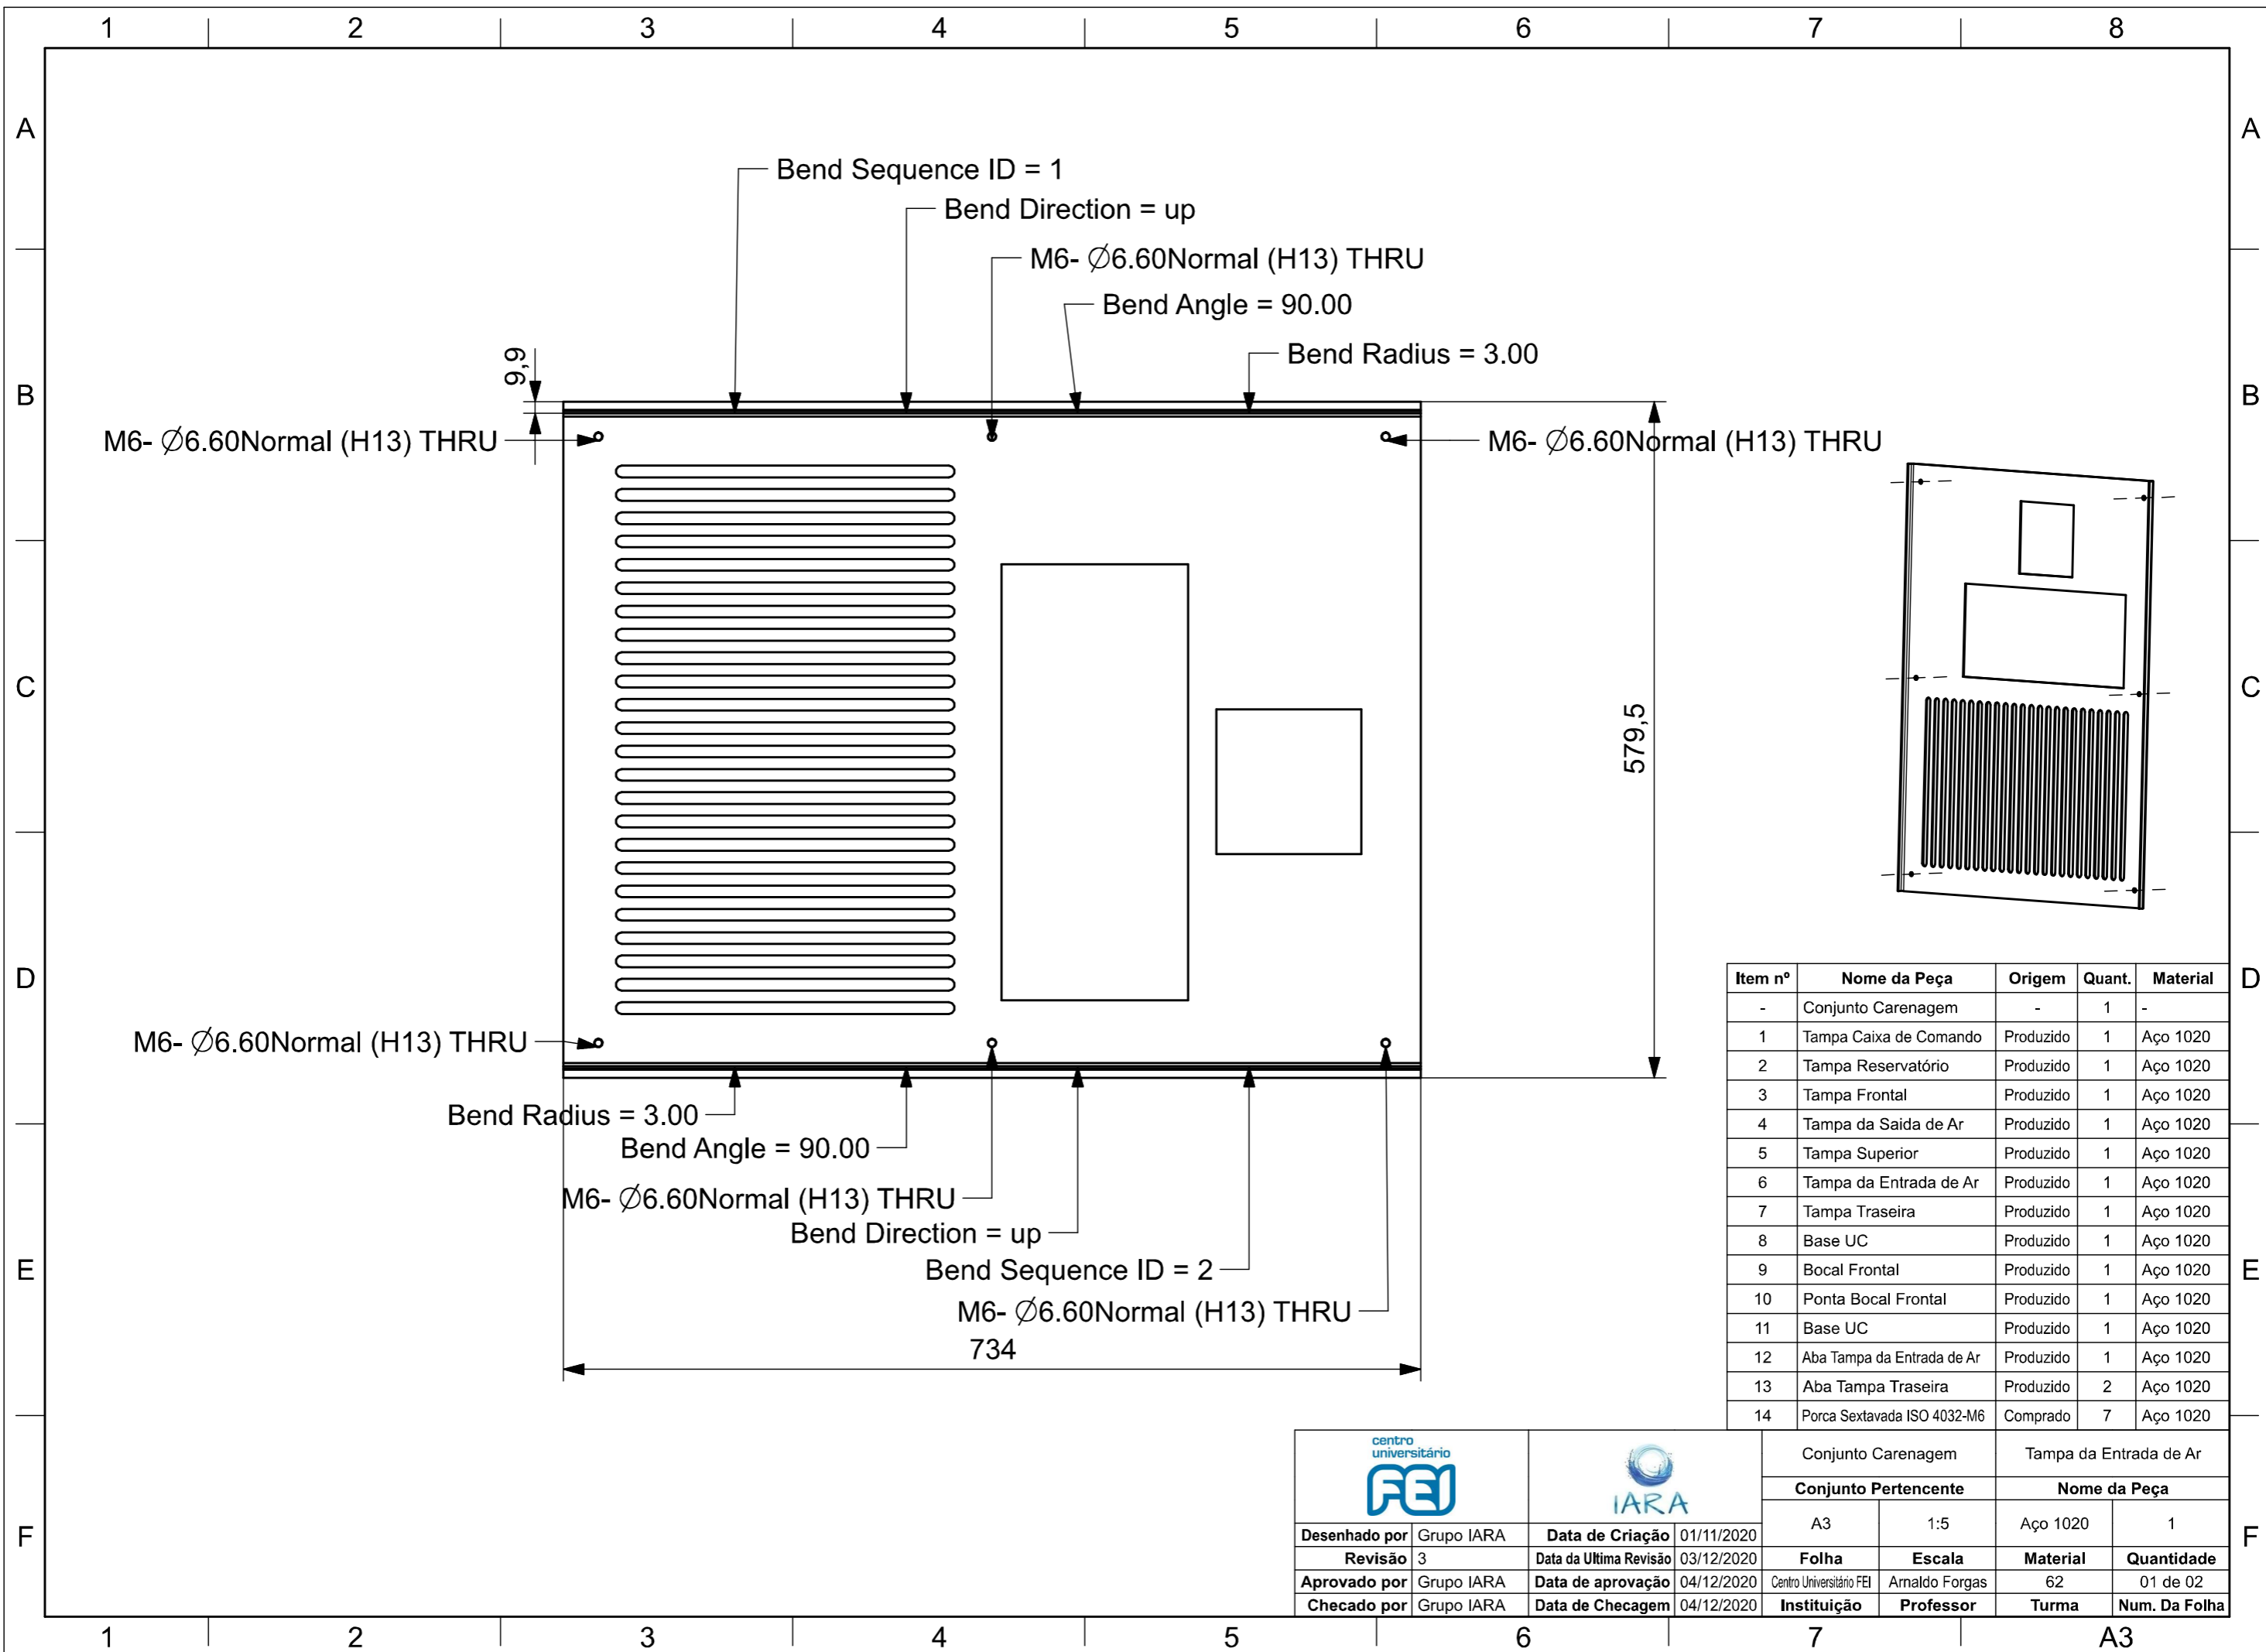 1 2 3 4 5 6 7 8
A A
Bend Sequence ID = 1
Bend Direction = up
M6- Ø6.60Normal (H13) THRU
Bend Angle = 90.00
Bend Radius = 3.00
9,9
B B
M6- Ø6.60Normal (H13) THRU
M6- Ø6.60Normal (H13) THRU
C C
579,5
D D
M6- Ø6.60Normal (H13) THRU
Bend Radius = 3.00
Bend Angle = 90.00
M6- Ø6.60Normal (H13) THRU
Bend Direction = up
Bend Sequence ID = 2
M6- Ø6.60Normal (H13) THRU
734
E E
Item nº Nome da Peça Origem Quant. Material
- Conjunto Carenagem - 1 -
1 Tampa Caixa de Comando Produzido 1 Aço 1020
2 Tampa Reservatório Produzido 1 Aço 1020
3 Tampa Frontal Produzido 1 Aço 1020
4 Tampa da Saida de Ar Produzido 1 Aço 1020
5 Tampa Superior Produzido 1 Aço 1020
6 Tampa da Entrada de Ar Produzido 1 Aço 1020
7 Tampa Traseira Produzido 1 Aço 1020
8 Base UC Produzido 1 Aço 1020
9 Bocal Frontal Produzido 1 Aço 1020
10 Ponta Bocal Frontal Produzido 1 Aço 1020
11 Base UC Produzido 1 Aço 1020
12 Aba Tampa da Entrada de Ar Produzido 1 Aço 1020
13 Aba Tampa Traseira Produzido 2 Aço 1020
14 Porca Sextavada ISO 4032-M6 Comprado 7 Aço 1020
centro
universitário
FEI
IARA
Conjunto Carenagem Tampa da Entrada de Ar
Conjunto Pertencente Nome da Peça
A3 1:5 Aço 1020 1
F F
Desenhado por Grupo IARA Data de Criação 01/11/2020
Revisão 3 Data da Ultima Revisão 03/12/2020 Folha Escala Material Quantidade
Aprovado por Grupo IARA Data de aprovação 04/12/2020 Centro Universitário FEI Arnaldo Forgas 62 01 de 02
Checado por Grupo IARA Data de Checagem 04/12/2020 Instituição Professor Turma Num. Da Folha
1 2 3 4 5 6 7 A3